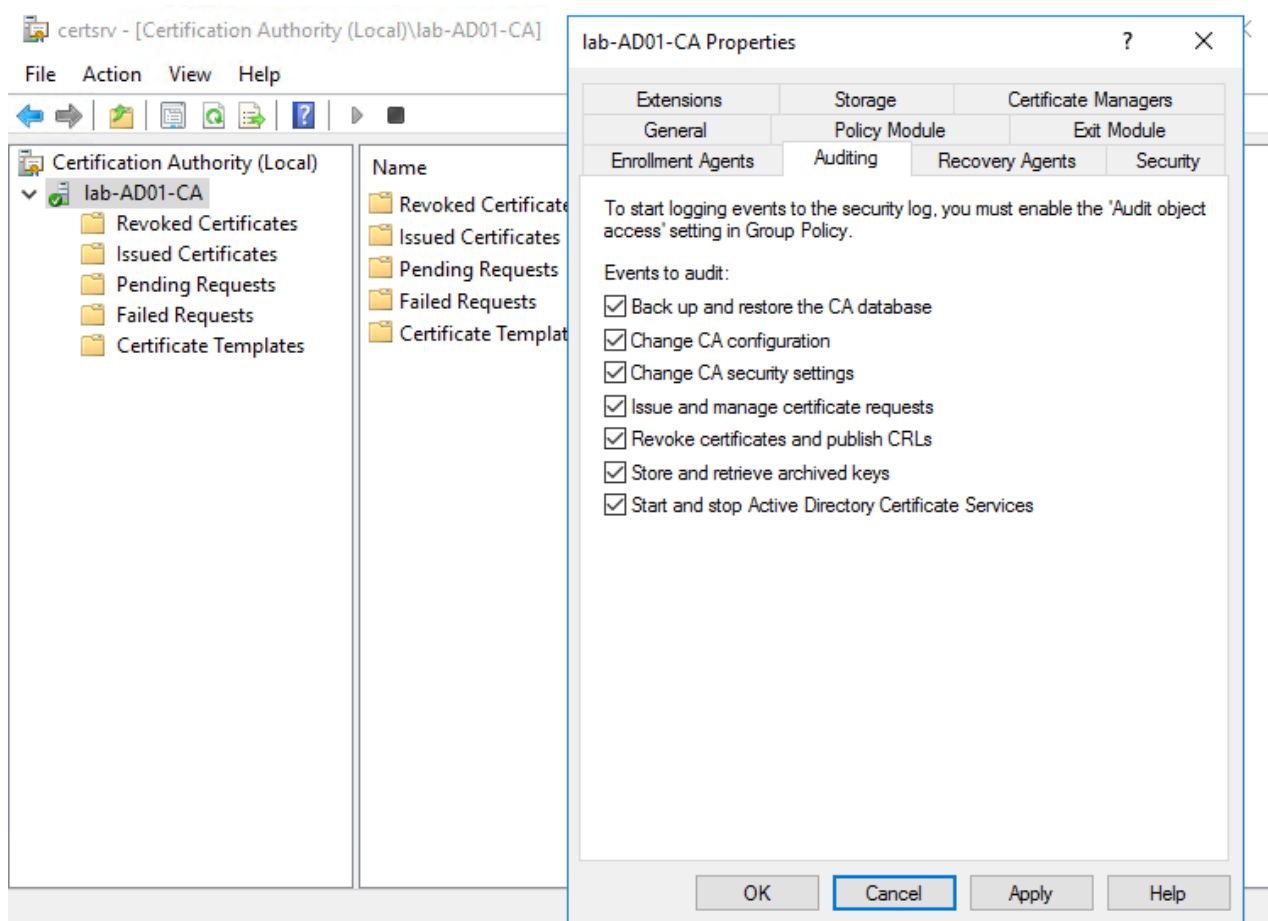 certsrv - [Certification Authority (Local)\lab-AD01-CA]
File Action View Help
Certification Authority (Local)
lab-AD01-CA
Revoked Certificates
Issued Certificates
Pending Requests
Failed Requests
Certificate Templates
Name
Revoked Certificate
Issued Certificates
Pending Requests
Failed Requests
Certificate Templat
lab-AD01-CA Properties
?
Extensions Storage Certificate Managers
General Policy Module Exit Module
Enrollment Agents Auditing Recovery Agents Security
To start logging events to the security log, you must enable the 'Audit object
access' setting in Group Policy.
Events to audit:
Back up and restore the CA database
Change CA configuration
Change CA security settings
Issue and manage certificate requests
Revoke certificates and publish CRLs
Store and retrieve archived keys
Start and stop Active Directory Certificate Services
OK Cancel Apply Help